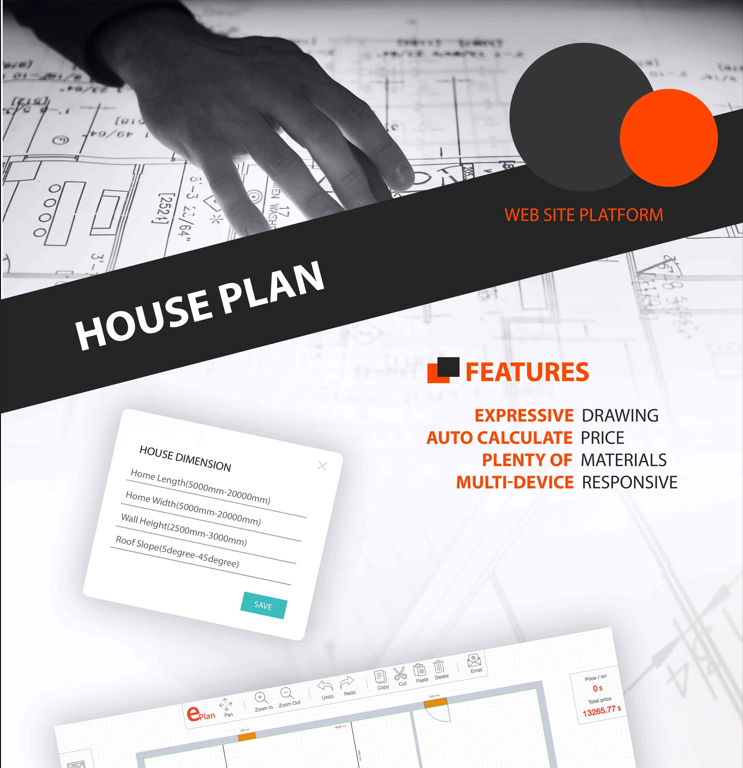 WEB SITE PLATFORM
HOUSE PLAN
FEATURES
EXPRESSIVE DRAWING
AUTO CALCULATE PRICE
PLENTY OF MATERIALS
MULTI-DEVICE RESPONSIVE
HOUSE DIMENSION
Home Length(5000mm-20000mm)
Home Width(5000mm-20000mm)
Wall Height(2500mm-3000mm)
Roof Slope(5degree-45degree)
SAVE
ePlan
Pan
Zoom in
Zoom Out
Undo
Redo
Copy
Cut
Paste
Delete
Email
Price / m²
0 $
Total price
13265.77 $